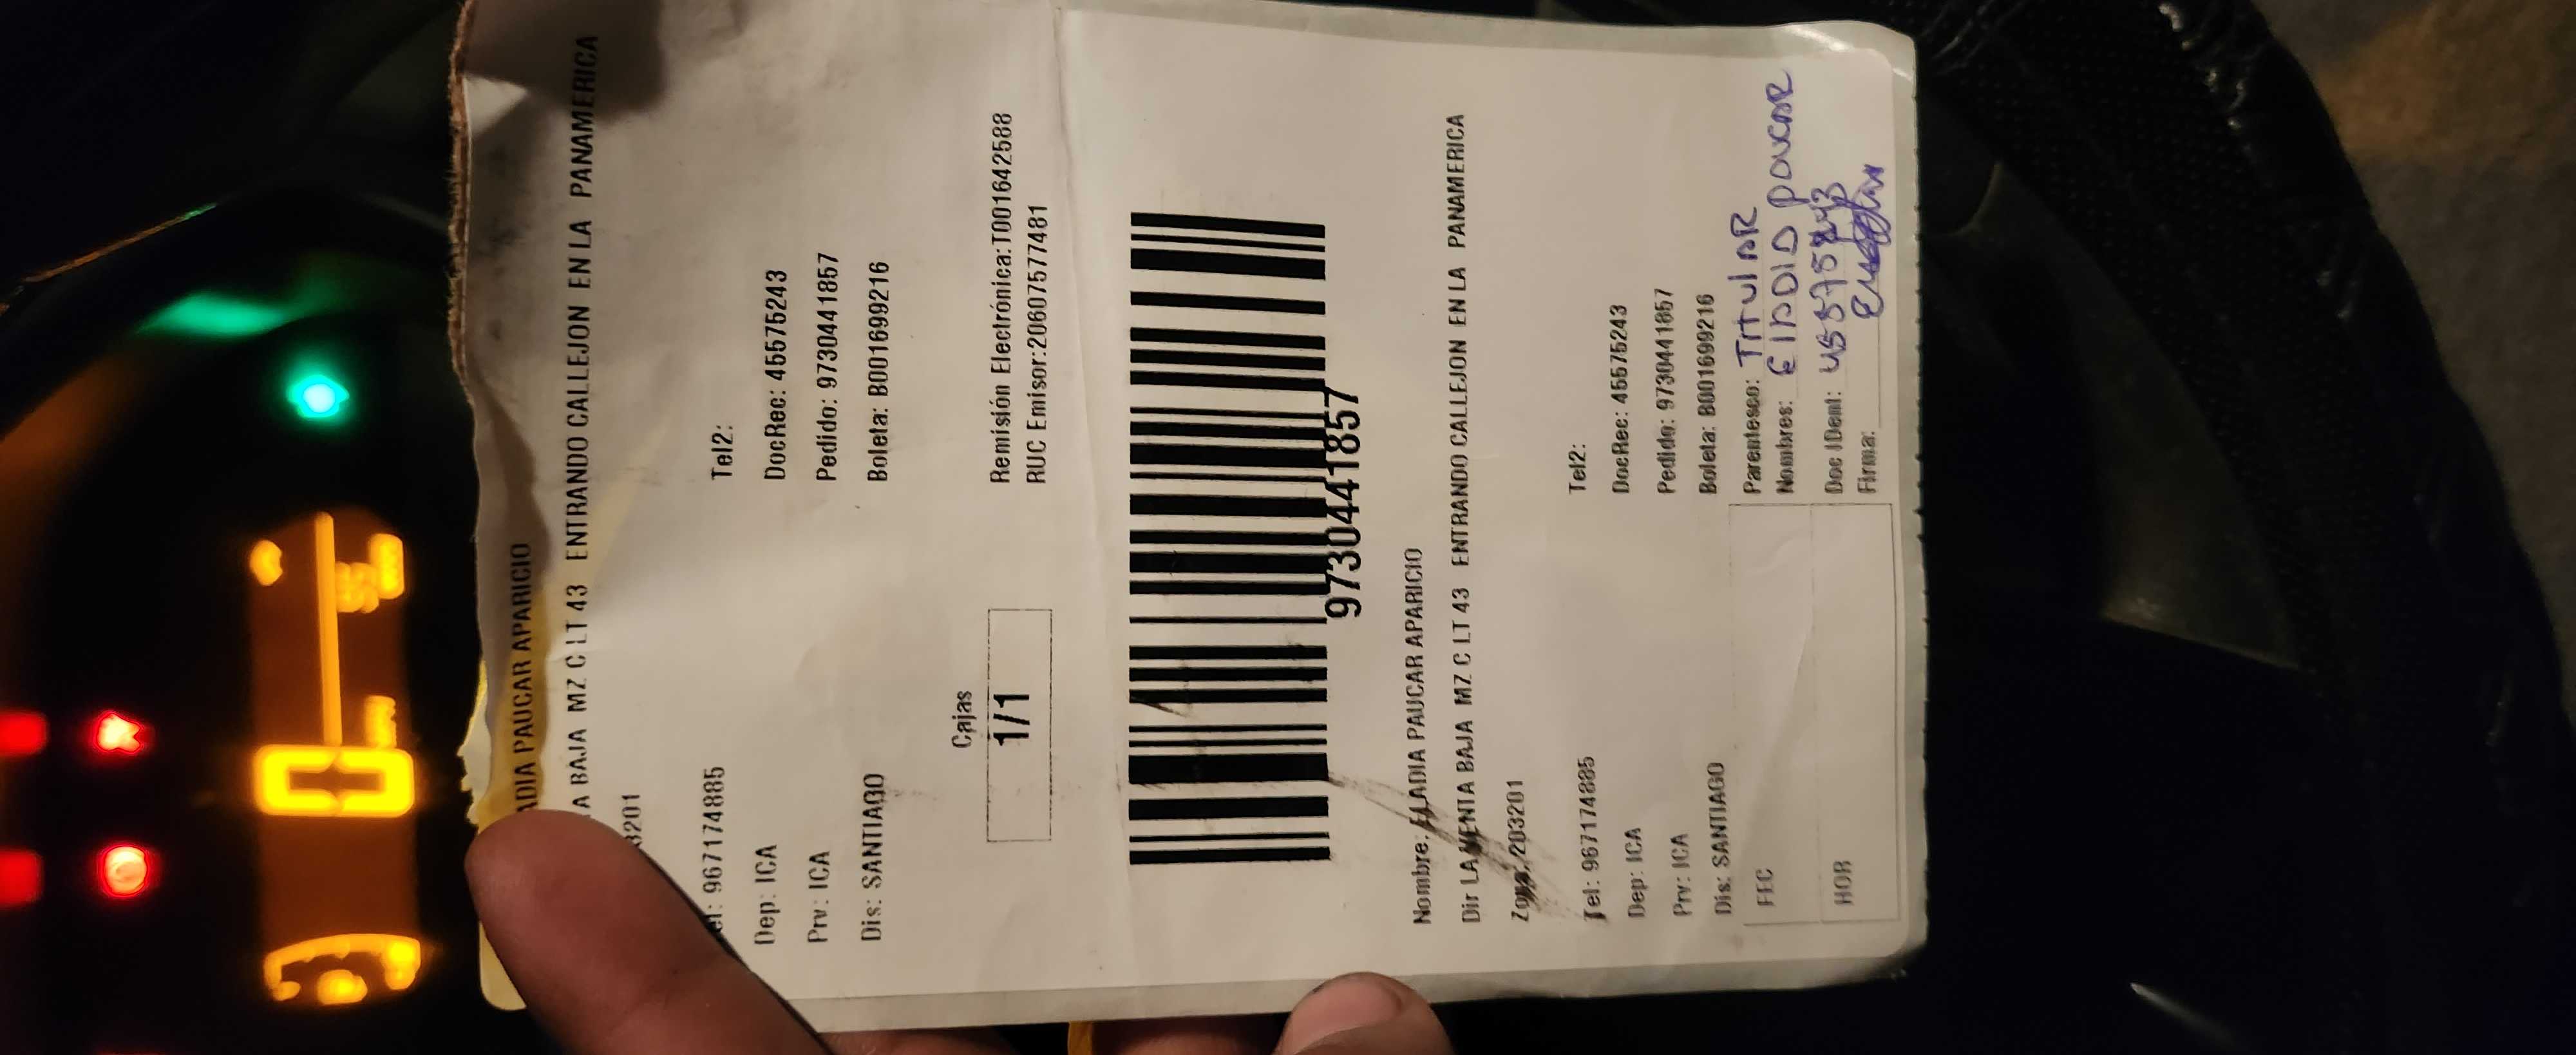 ADIA PAUCAR APARICIO
A BAJA MZ C LT 43 ENTRANDO CALLEJON EN LA PANAMERICA
3201
el: 967174885 Tel2:
Dep: ICA DocRec: 45575243
Prv: ICA Pedido: 9730441857
Dis: SANTIAGO Boleta: B001699216
Cajas
1/1
Remisión Electrónica:T001642588
RUC Emisor:20607577481
9730441857
Nombre: ELADIA PAUCAR APARICIO
Dir LA VENTA BAJA MZ C LT 43 ENTRANDO CALLEJON EN LA PANAMERICA
Zona: 203201
Tel: 967174885 Tel2:
Dep: ICA DocRec: 45575243
Prv: ICA Pedido: 9730441857
Dis: SANTIAGO Boleta: B001699216
FEC Parentesco: TITULAR
Nombres: ElADIA PAUCAR
HOR Doc IDent: 45575243
Firma: